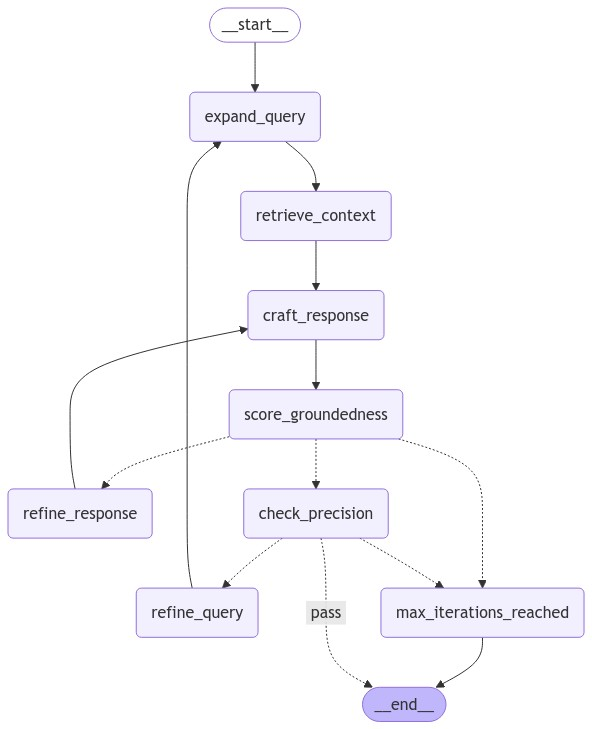 __start__
expand_query
retrieve_context
craft_response
score_groundedness
refine_response
check_precision
refine_query
pass
max_iterations_reached
__end__